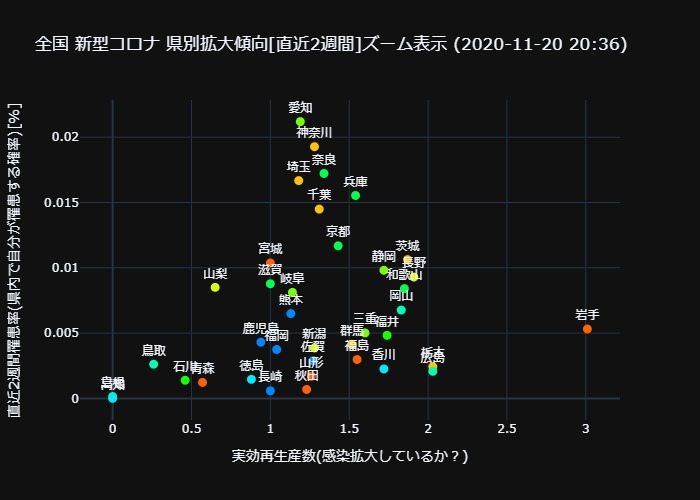 全国 新型コロナ 県別拡大傾向[直近2週間]ズーム表示 (2020-11-20 20:36)
直近2週間罹患率(県内で自分が罹患する確率)[%]
0.02
0.015
0.01
0.005
0
愛知
神奈川
奈良
埼玉
兵庫
千葉
京都
宮城
茨城
静岡
長野
滋賀
和歌山
山梨
岐阜
岡山
熊本
岩手
鹿児島
福岡
新潟
群馬
三重
福井
佐賀
福島
鳥取
香川
栃木
広島
石川
青森
徳島
山形
長崎
秋田
高知
0
0.5
1
1.5
2
2.5
3
実効再生産数(感染拡大しているか？)